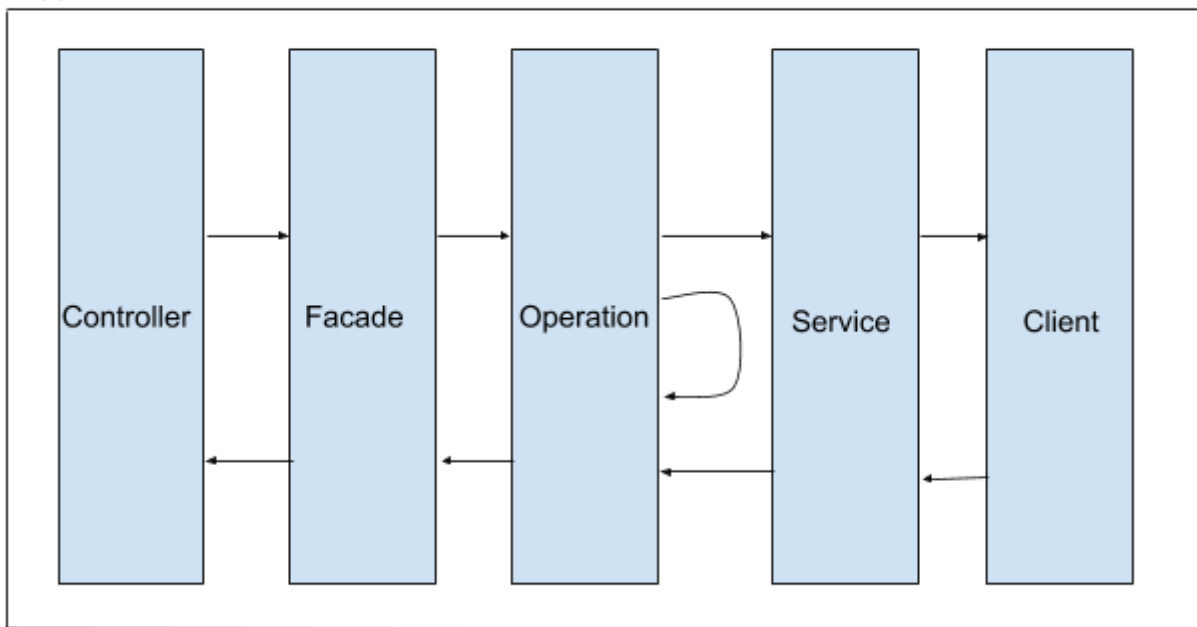 Controller
Facade
Operation
Service
Client